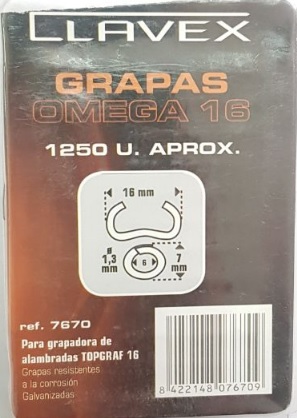 CLAVEX
GRAPAS
OMEGA 16
1250 U. APROX.
16 mm
ø
1,3
mm
6
7
mm
ref. 7670
Para grapadora de
alambradas TOPGRAF 16
Grapas resistentes
a la corrosión
Galvanizadas
8 422148 076709